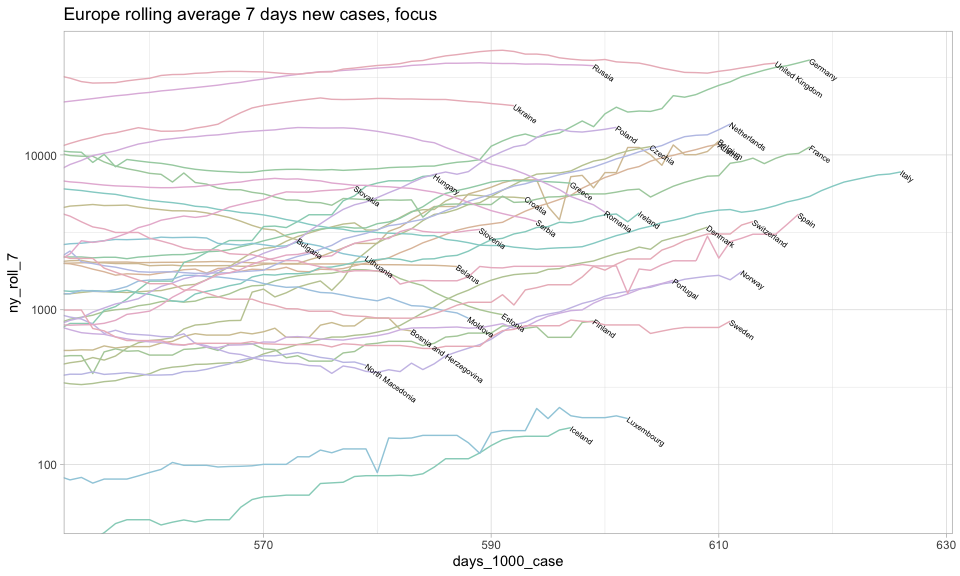 Europe rolling average 7 days new cases, focus
ny_roll_7
10000
1000
100
Germany
United Kingdom
Russia
Ukraine
Netherlands
Poland
Czechia
Belgium
France
Italy
Hungary
Slovakia
Greece
Croatia
Romania
Ireland
Serbia
Spain
Switzerland
Denmark
Slovenia
Bulgaria
Lithuania
Belarus
Norway
Portugal
Moldova
Estonia
Finland
Sweden
Bosnia and Herzegovina
North Macedonia
Luxembourg
Iceland
570
590
610
630
days_1000_case